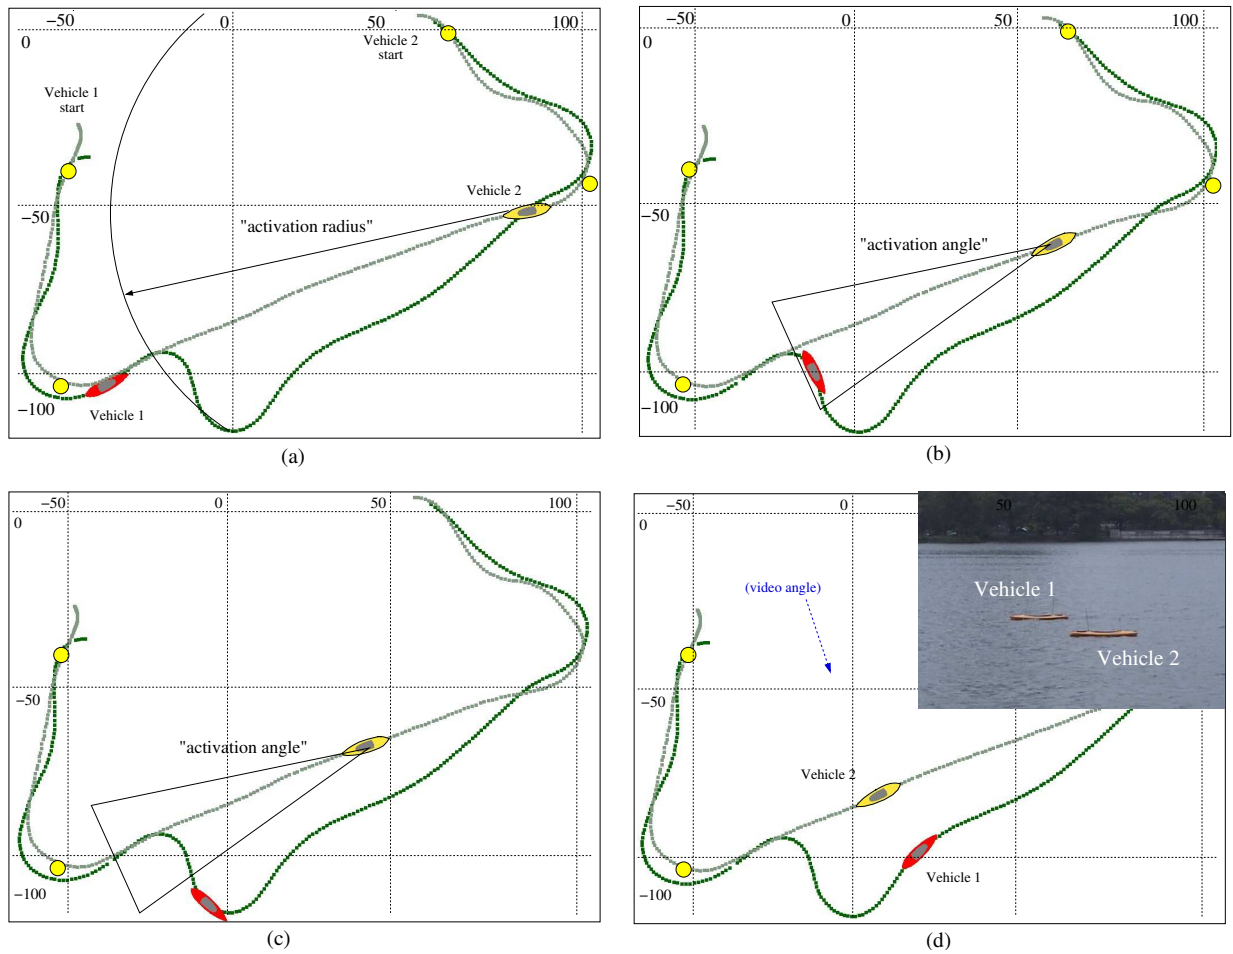 −50 0 50 100
0
Vehicle 2
start
Vehicle 1
start
Vehicle 2
−50
"activation radius"
−100
Vehicle 1
(a)
−50 0 50 100
0
−50
"activation angle"
−100
(b)
−50 0 50 100
0
−50
"activation angle"
−100
(c)
−50 0 50 100
0
(video angle)
Vehicle 1
Vehicle 2
−50
Vehicle 2
Vehicle 1
−100
(d)